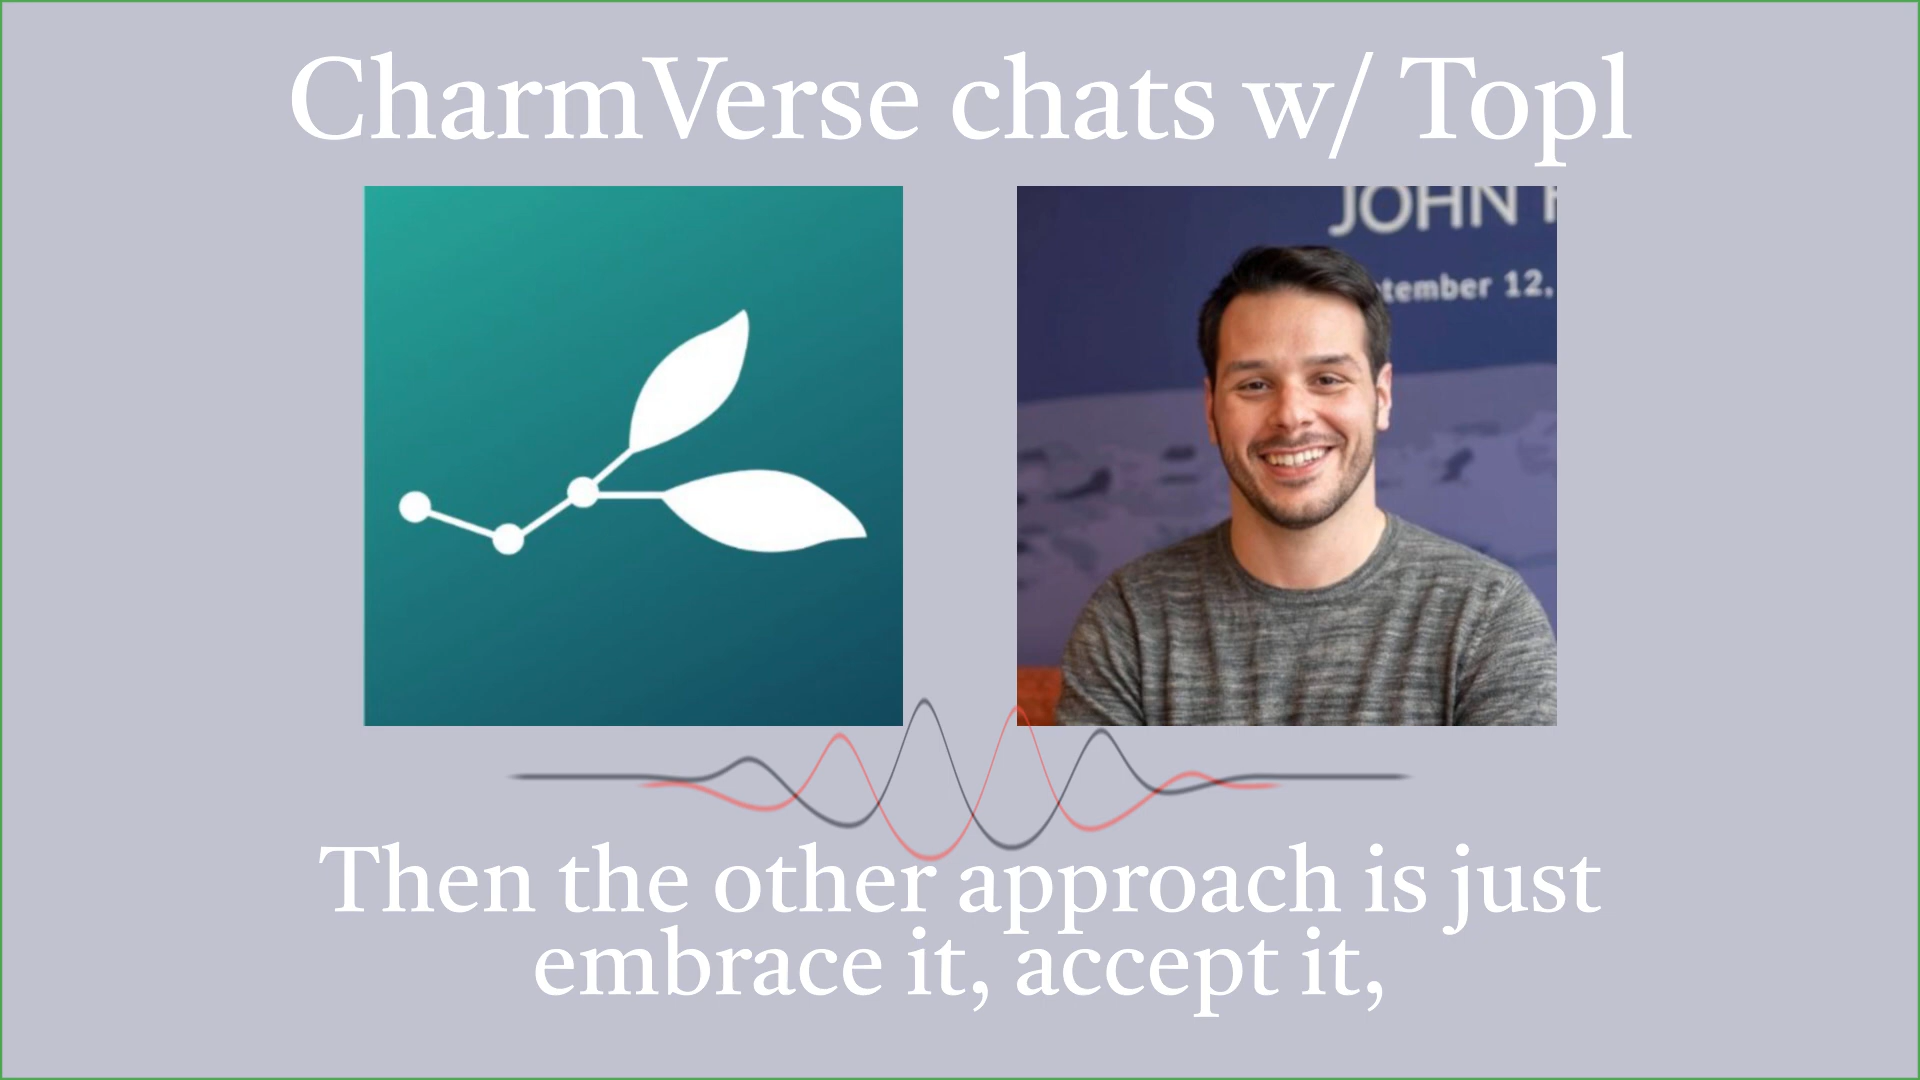 CharmVerse chats w/ Topl
JOHN
tember 12,
Then the other approach is just
embrace it, accept it,